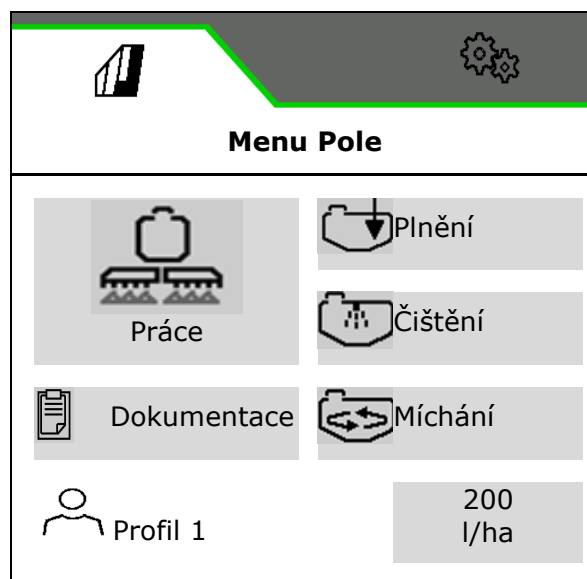 Menu Pole
Plnění
Práce
Čištění
Dokumentace
Míchání
Profil 1
200
l/ha